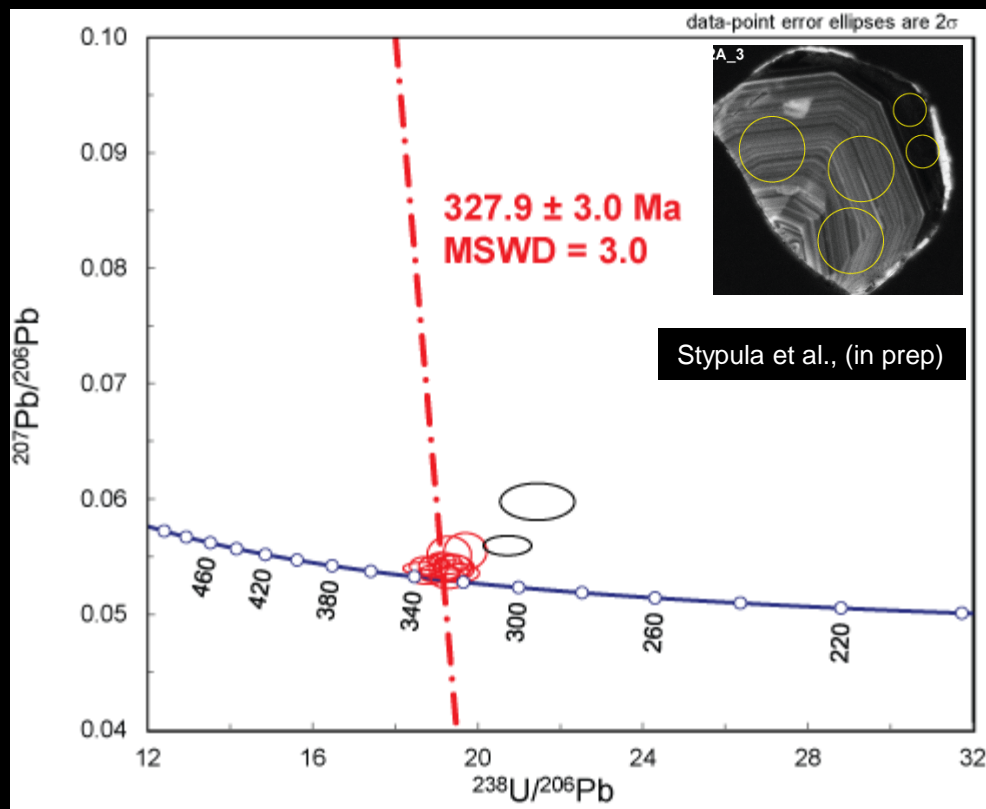 data-point error ellipses are 2σ
2A_3
0.10
0.09
0.08
0.07
0.06
0.05
0.04
²⁰⁷Pb/²⁰⁶Pb
327.9 ± 3.0 Ma
MSWD = 3.0
Stypula et al., (in prep)
460
420
380
340
300
260
220
12
16
20
24
28
32
²³⁸U/²⁰⁶Pb